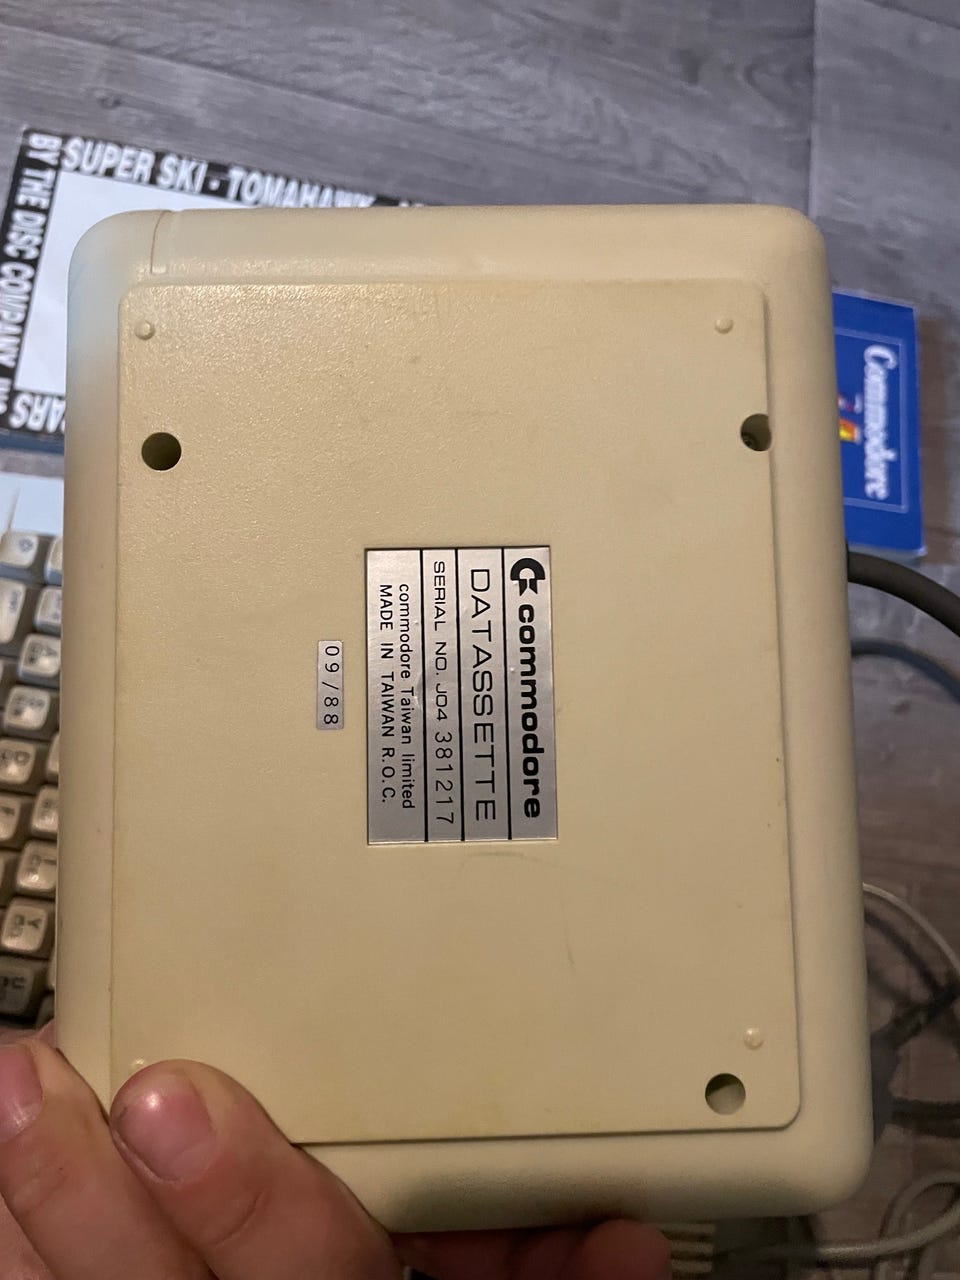 commodore
DATASSETTE
SERIAL NO. J04 381217
commodore Taiwan limited
MADE IN TAIWAN R.O.C.
09/88
SUPER SKI • TOMAHAWK
BY THE DISC COMPANY
Commodore